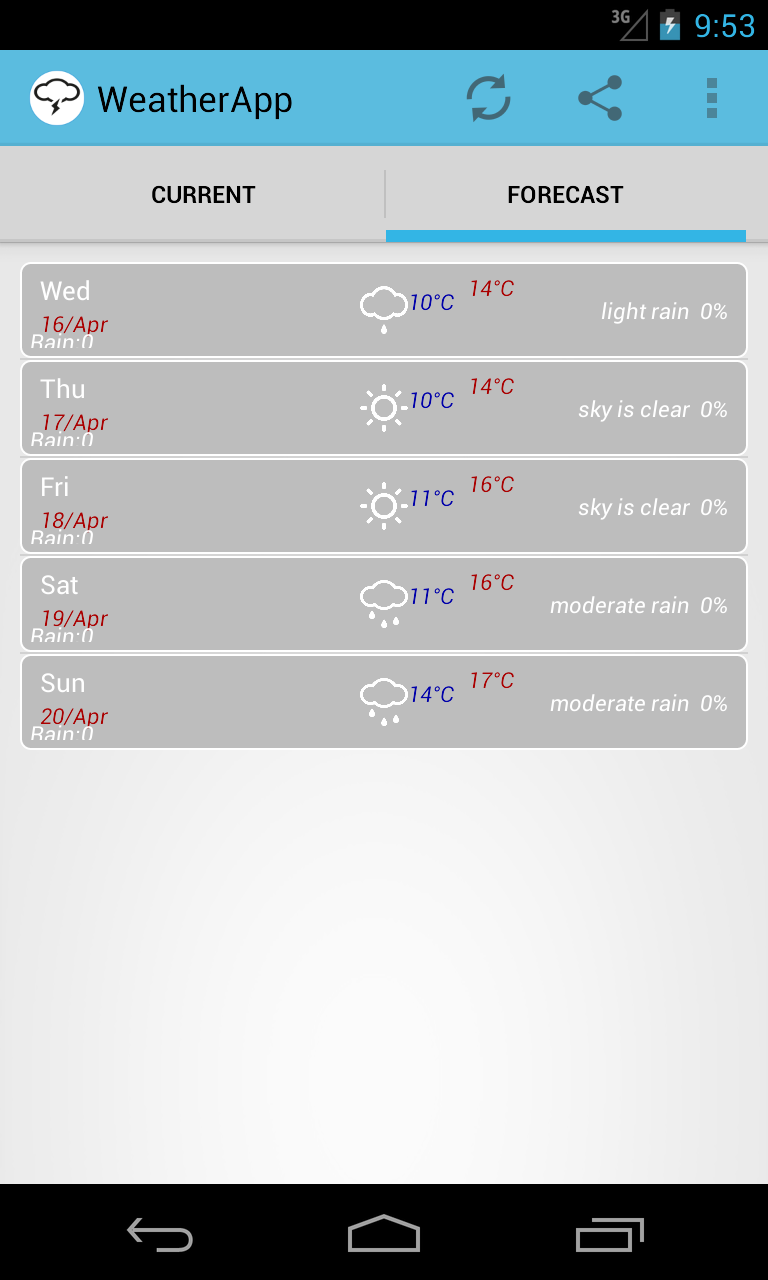 3G 9:53
WeatherApp
CURRENT FORECAST
Wed 10°C 14°C light rain 0%
16/Apr
Rain:0
Thu 10°C 14°C sky is clear 0%
17/Apr
Rain:0
Fri 11°C 16°C sky is clear 0%
18/Apr
Rain:0
Sat 11°C 16°C moderate rain 0%
19/Apr
Rain:0
Sun 14°C 17°C moderate rain 0%
20/Apr
Rain:0